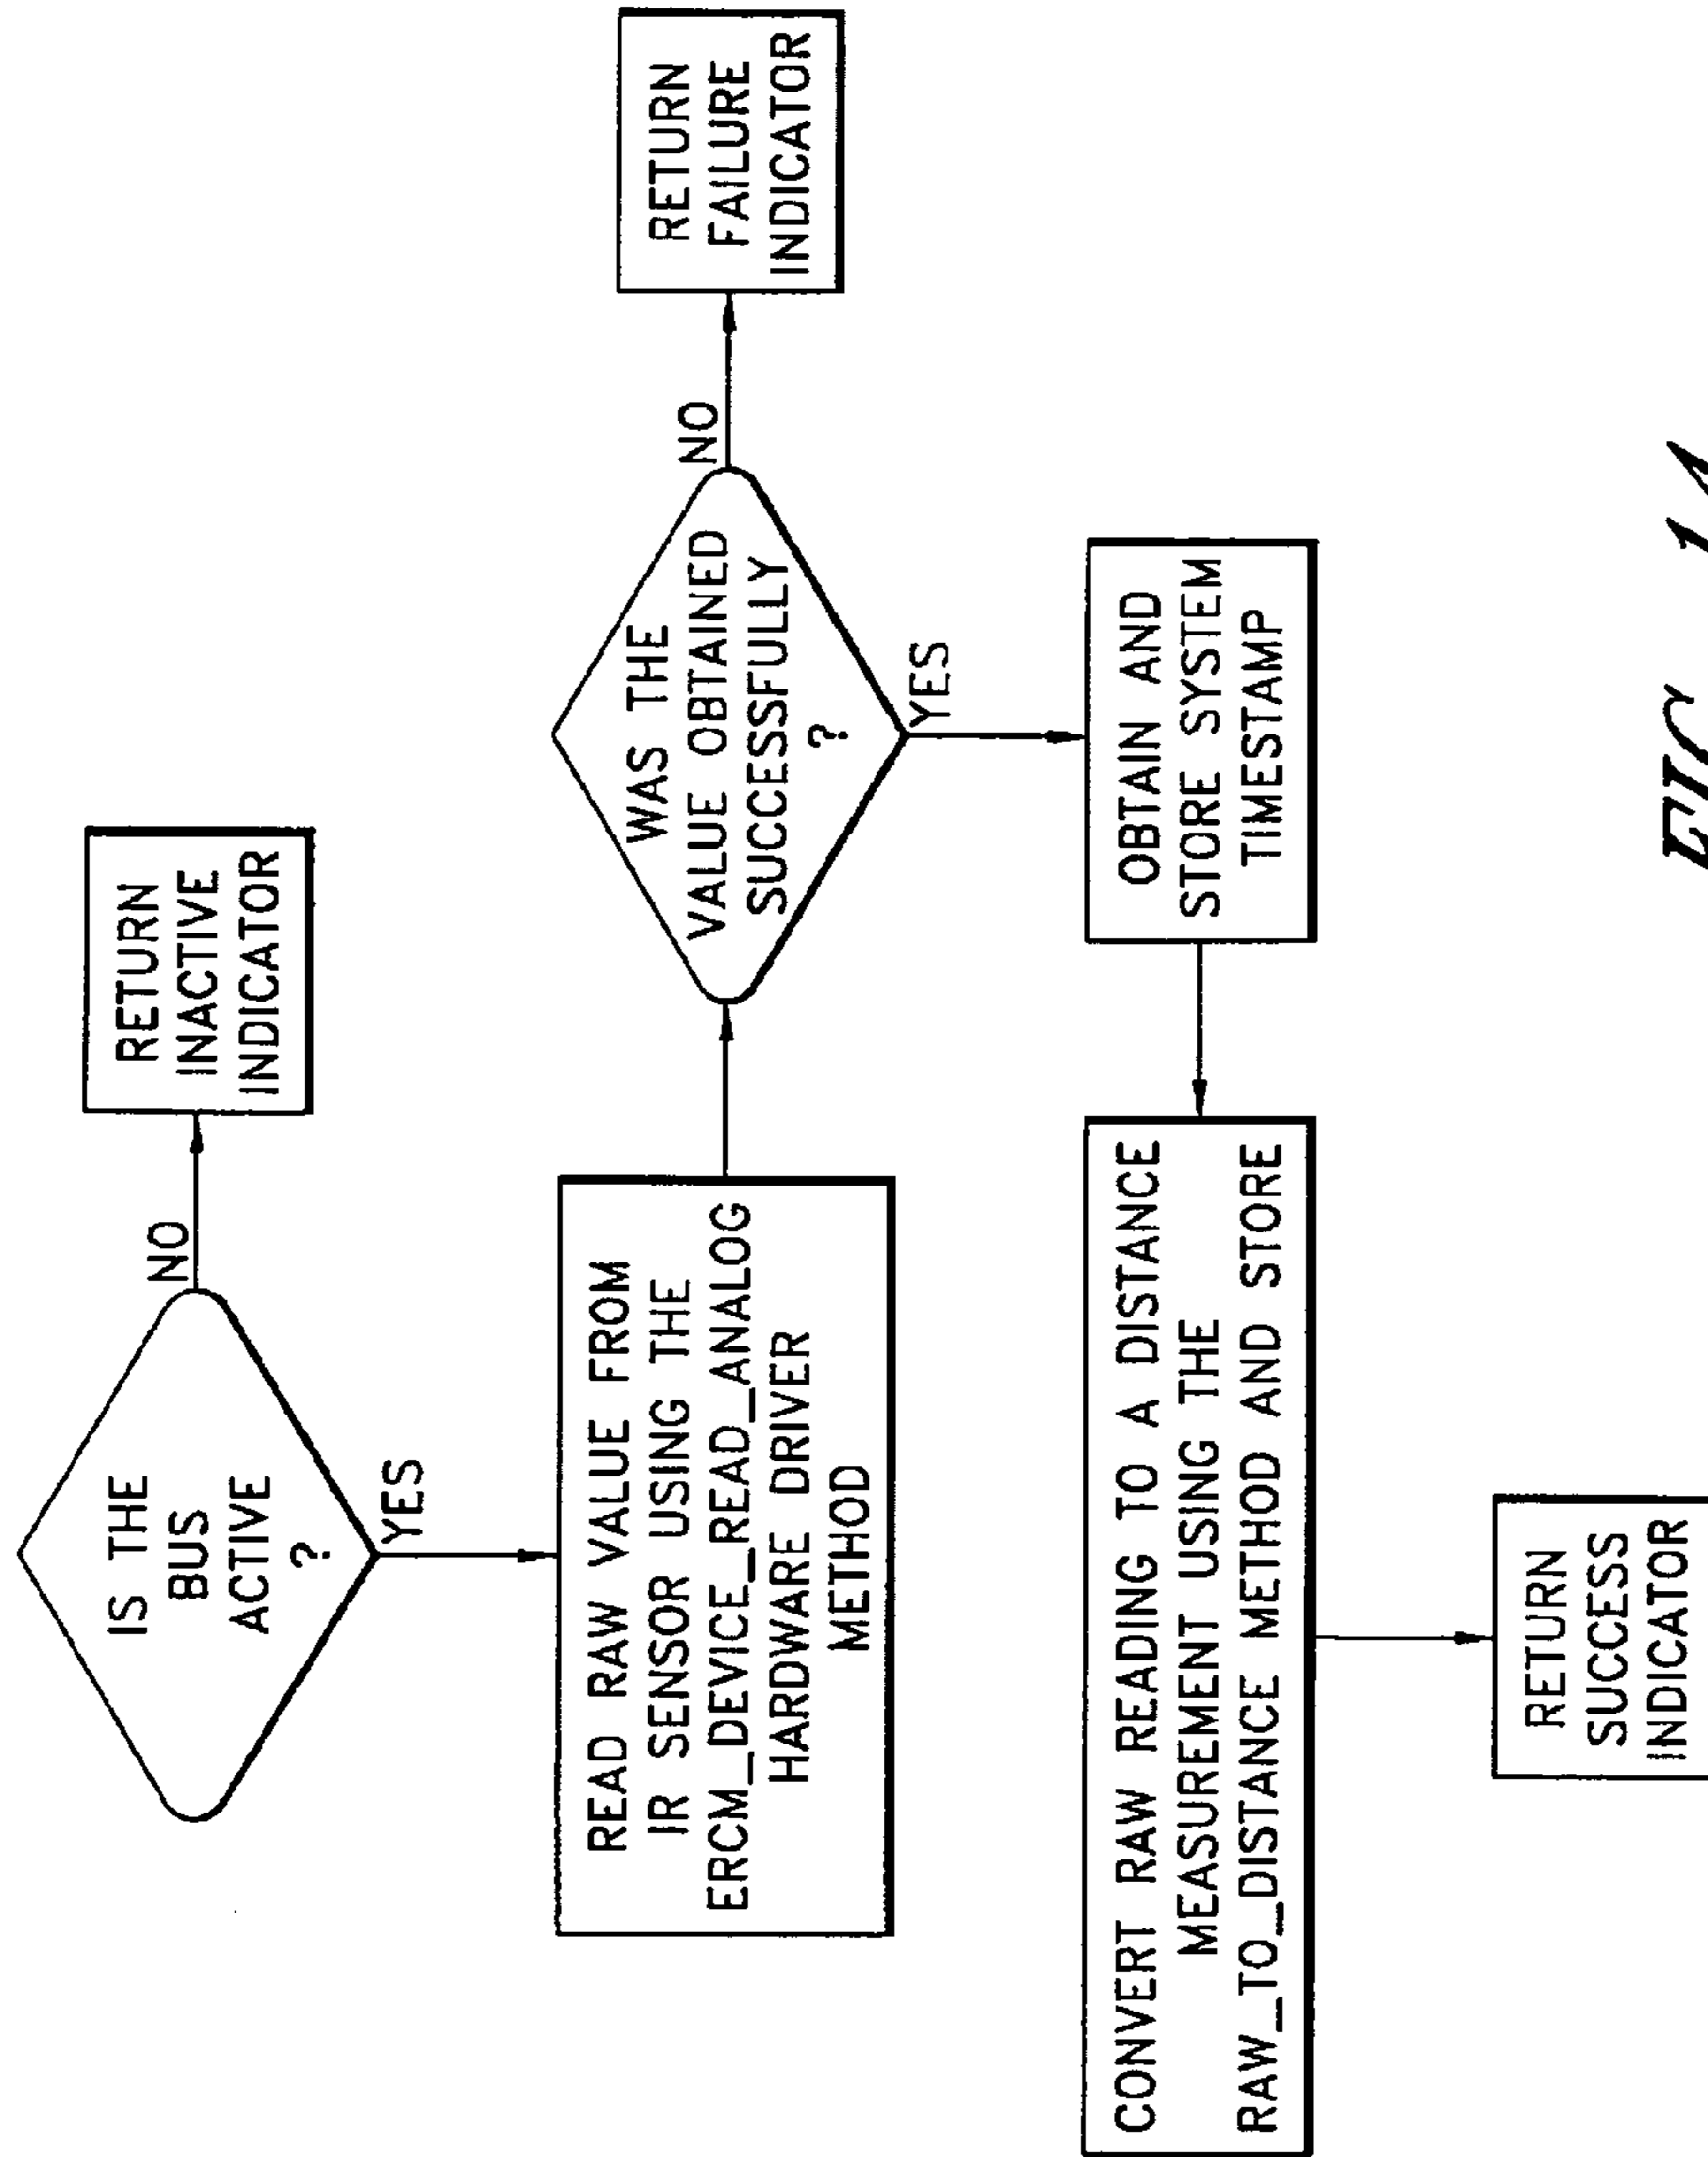 IS THE
BUS
ACTIVE
?
NO
RETURN
INACTIVE
INDICATOR
YES
READ RAW VALUE FROM
IR SENSOR USING THE
ERCM_DEVICE_READ_ANALOG
HARDWARE DRIVER
METHOD
WAS THE
VALUE OBTAINED
SUCCESSFULLY
?
NO
RETURN
FAILURE
INDICATOR
YES
OBTAIN AND
STORE SYSTEM
TIMESTAMP
CONVERT RAW READING TO A DISTANCE
MEASUREMENT USING THE
RAW_TO_DISTANCE METHOD AND STORE
RETURN
SUCCESS
INDICATOR